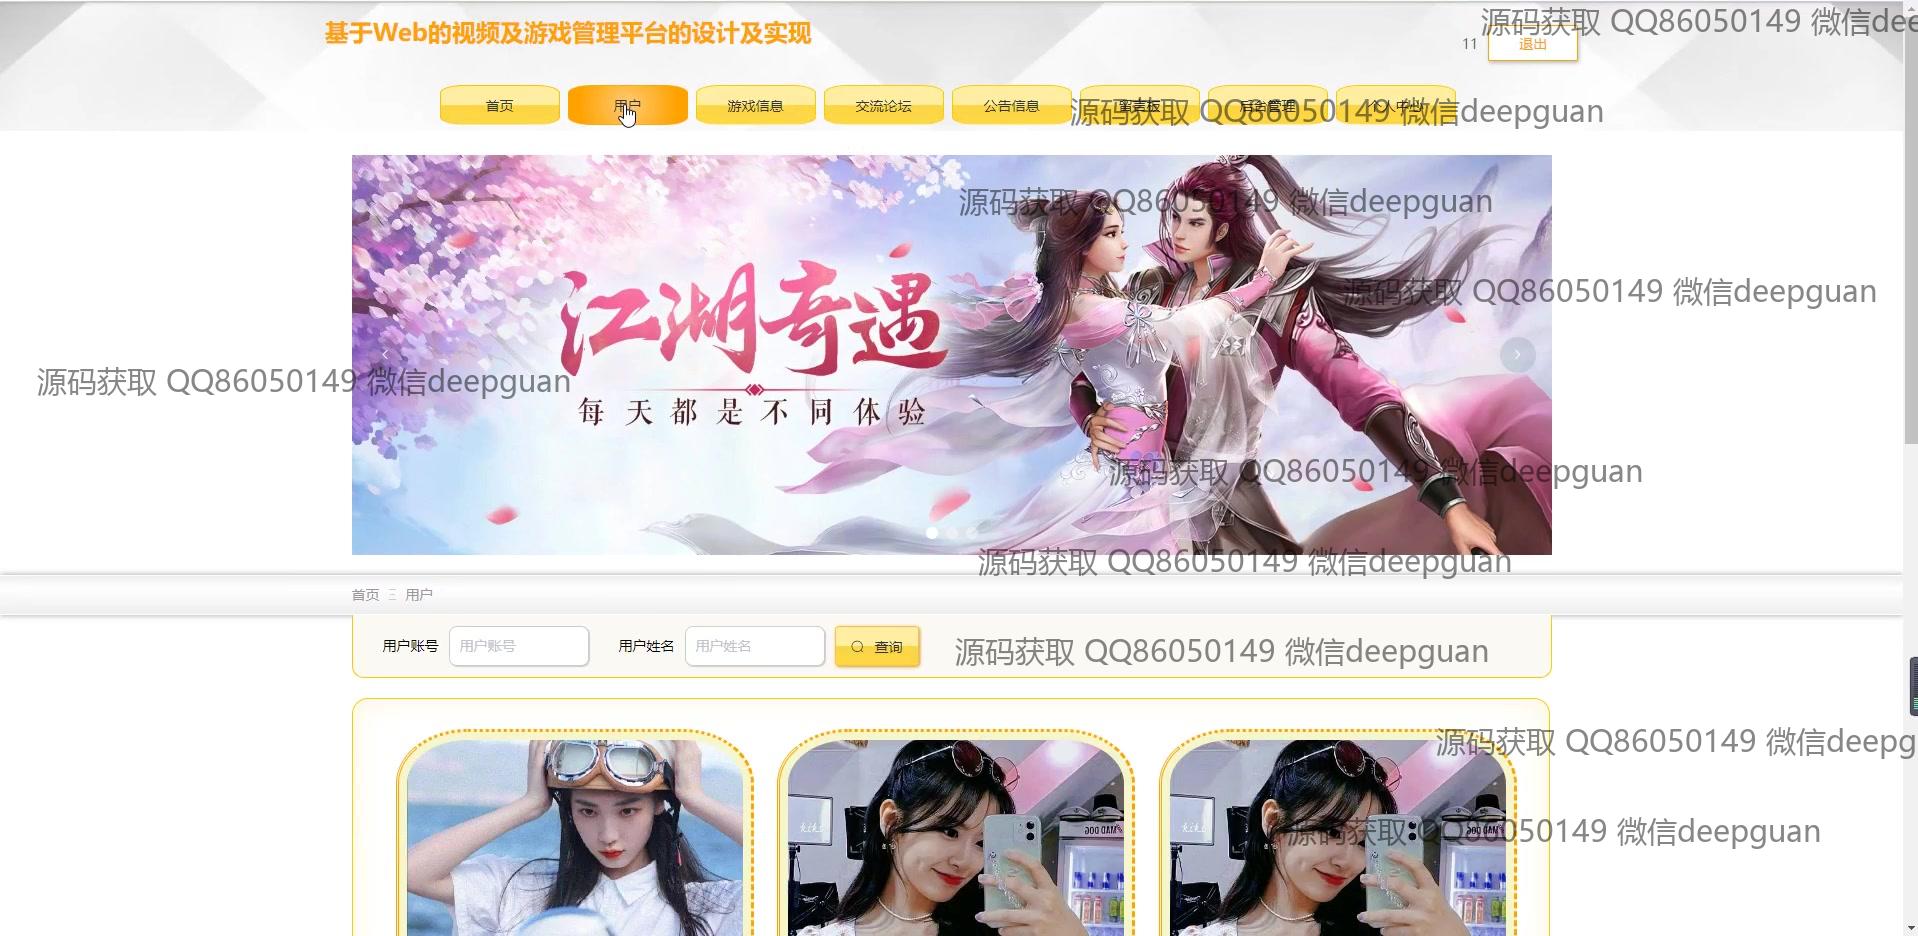 基于Web的视频及游戏管理平台的设计及实现
源码获取 QQ86050149 微信dee
11
退出
首页
用户
游戏信息
交流论坛
公告信息
留言板
后台管理
个人中心
源码获取 QQ86050149 微信deepguan
源码获取 QQ86050149 微信deepguan
江湖奇遇
源码获取 QQ86050149 微信deepguan
源码获取 QQ86050149 微信deepguan
每天都是不同体验
源码获取 QQ86050149 微信deepguan
源码获取 QQ86050149 微信deepguan
首页
用户
用户账号
用户账号
用户姓名
用户姓名
查询
源码获取 QQ86050149 微信deepguan
源码获取 QQ86050149 微信deepg
源码获取 QQ86050149 微信deepguan
MAD DOG
MAD DOG